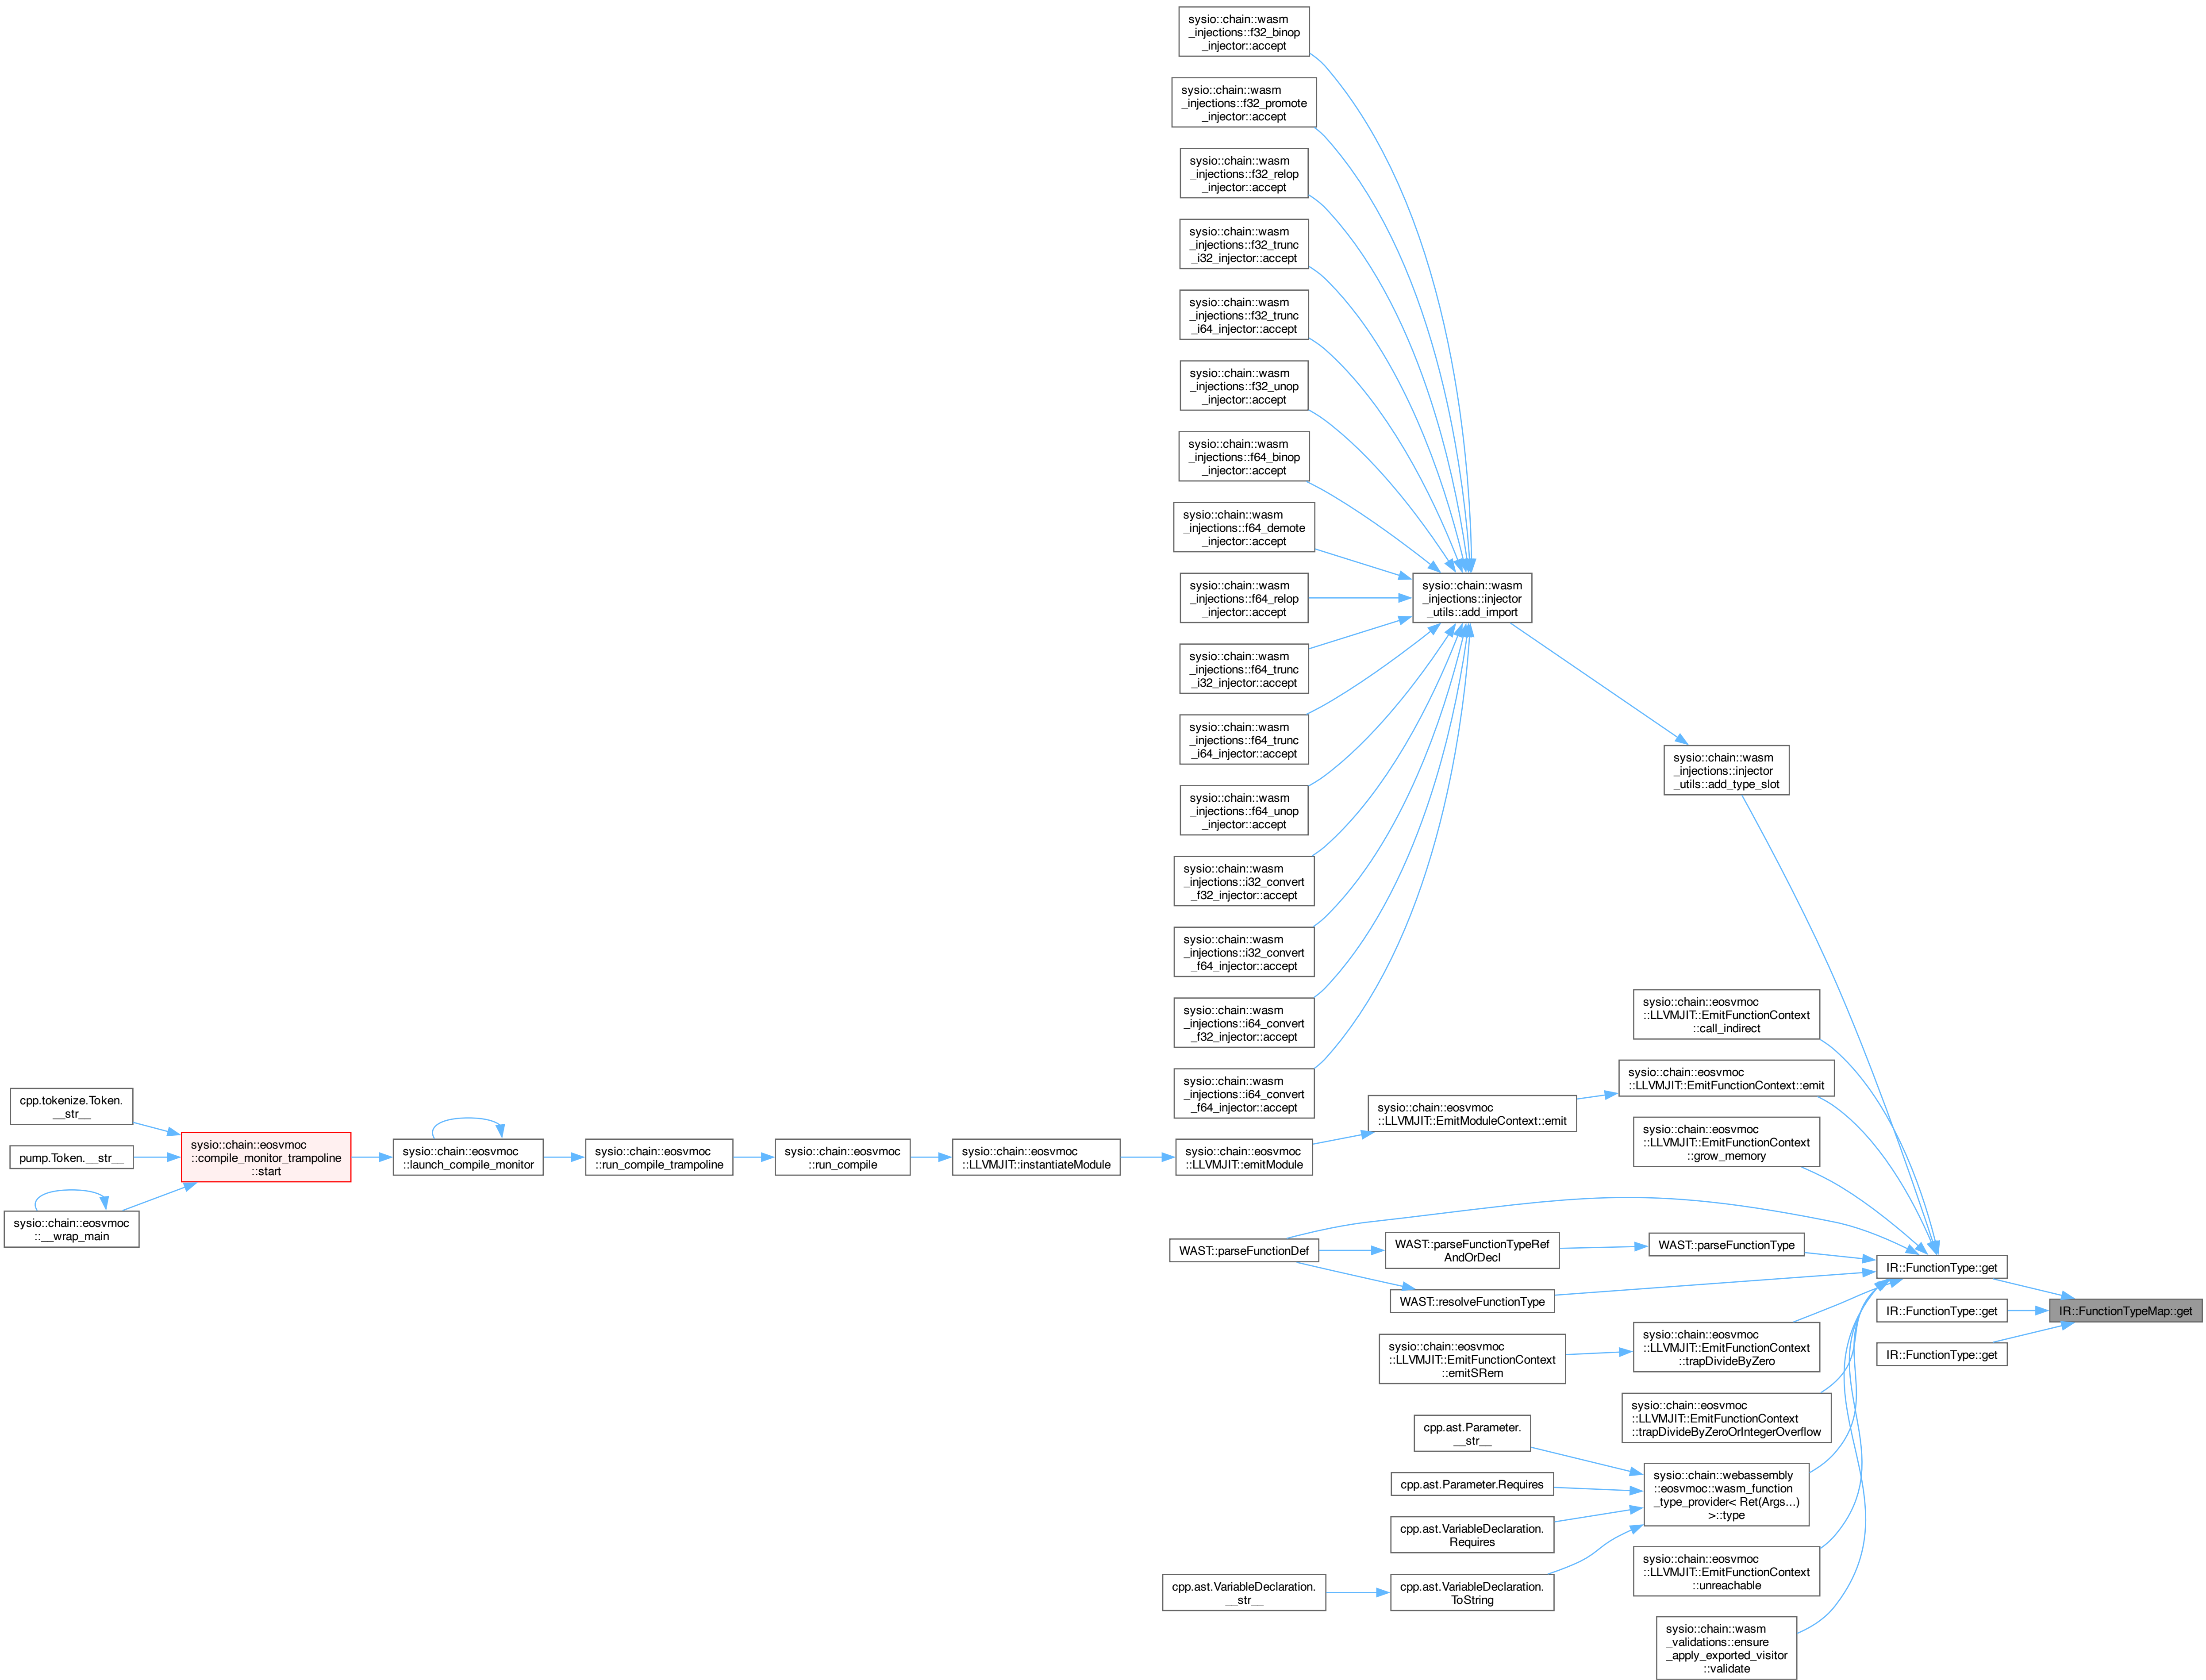 sysio::chain::wasm
_injections::f32_binop
_injector::accept
sysio::chain::wasm
_injections::f32_promote
_injector::accept
sysio::chain::wasm
_injections::f32_relop
_injector::accept
sysio::chain::wasm
_injections::f32_trunc
_i32_injector::accept
sysio::chain::wasm
_injections::f32_trunc
_i64_injector::accept
sysio::chain::wasm
_injections::f32_unop
_injector::accept
sysio::chain::wasm
_injections::f64_binop
_injector::accept
sysio::chain::wasm
_injections::f64_demote
_injector::accept
sysio::chain::wasm
_injections::f64_relop
_injector::accept
sysio::chain::wasm
_injections::f64_trunc
_i32_injector::accept
sysio::chain::wasm
_injections::f64_trunc
_i64_injector::accept
sysio::chain::wasm
_injections::f64_unop
_injector::accept
sysio::chain::wasm
_injections::i32_convert
_f32_injector::accept
sysio::chain::wasm
_injections::i32_convert
_f64_injector::accept
sysio::chain::wasm
_injections::i64_convert
_f32_injector::accept
sysio::chain::wasm
_injections::i64_convert
_f64_injector::accept
sysio::chain::wasm
_injections::injector
_utils::add_import
sysio::chain::wasm
_injections::injector
_utils::add_type_slot
sysio::chain::eosvmoc
::LLVMJIT::EmitFunctionContext
::call_indirect
sysio::chain::eosvmoc
::LLVMJIT::EmitFunctionContext::emit
sysio::chain::eosvmoc
::LLVMJIT::EmitModuleContext::emit
sysio::chain::eosvmoc
::LLVMJIT::EmitFunctionContext
::grow_memory
cpp.tokenize.Token.
__str__
pump.Token.__str__
sysio::chain::eosvmoc
::__wrap_main
sysio::chain::eosvmoc
::compile_monitor_trampoline
::start
sysio::chain::eosvmoc
::launch_compile_monitor
sysio::chain::eosvmoc
::run_compile_trampoline
sysio::chain::eosvmoc
::run_compile
sysio::chain::eosvmoc
::LLVMJIT::instantiateModule
sysio::chain::eosvmoc
::LLVMJIT::emitModule
WAST::parseFunctionDef
WAST::parseFunctionTypeRef
AndOrDecl
WAST::parseFunctionType
WAST::resolveFunctionType
IR::FunctionType::get
IR::FunctionType::get
IR::FunctionType::get
IR::FunctionTypeMap::get
sysio::chain::eosvmoc
::LLVMJIT::EmitFunctionContext
::emitSRem
sysio::chain::eosvmoc
::LLVMJIT::EmitFunctionContext
::trapDivideByZero
sysio::chain::eosvmoc
::LLVMJIT::EmitFunctionContext
::trapDivideByZeroOrIntegerOverflow
cpp.ast.Parameter.
__str__
cpp.ast.Parameter.Requires
cpp.ast.VariableDeclaration.
Requires
cpp.ast.VariableDeclaration.
__str__
cpp.ast.VariableDeclaration.
ToString
sysio::chain::webassembly
::eosvmoc::wasm_function
_type_provider< Ret(Args...)
>::type
sysio::chain::eosvmoc
::LLVMJIT::EmitFunctionContext
::unreachable
sysio::chain::wasm
_validations::ensure
_apply_exported_visitor
::validate